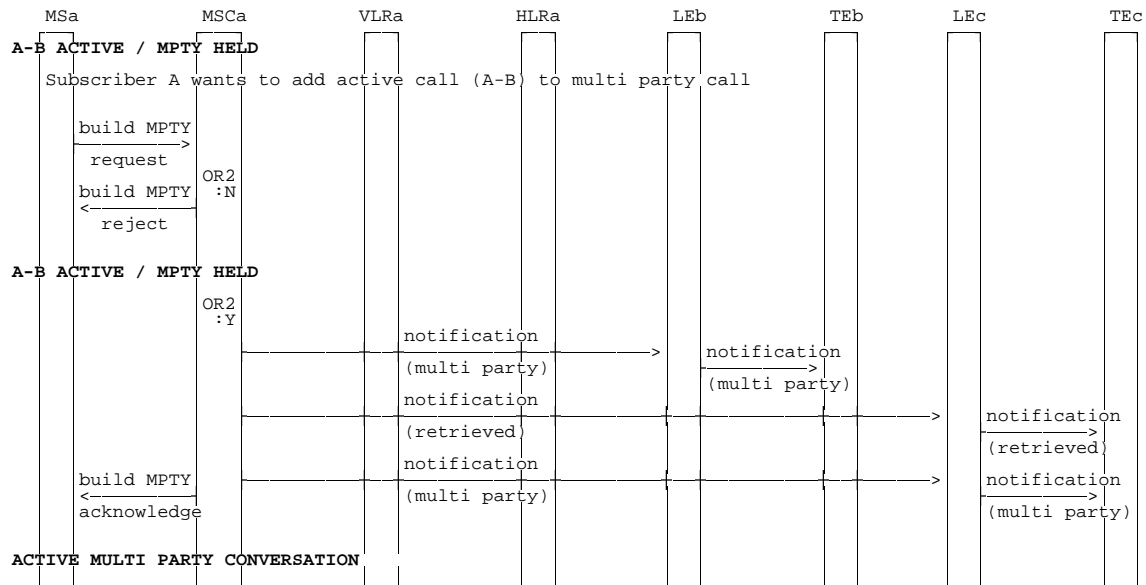 MSa MSCa VLRa HLRa LEb TEb LEc TEc
A-B ACTIVE / MPTY HELD
Subscriber A wants to add active call (A-B) to multi party call
build MPTY
request
OR2
build MPTY :N
reject
A-B ACTIVE / MPTY HELD
OR2
:Y
notification
notification
(multi party)
(multi party)
notification
notification
(retrieved)
(retrieved)
notification
build MPTY notification
(multi party)
acknowledge (multi party)
ACTIVE MULTI PARTY CONVERSATION